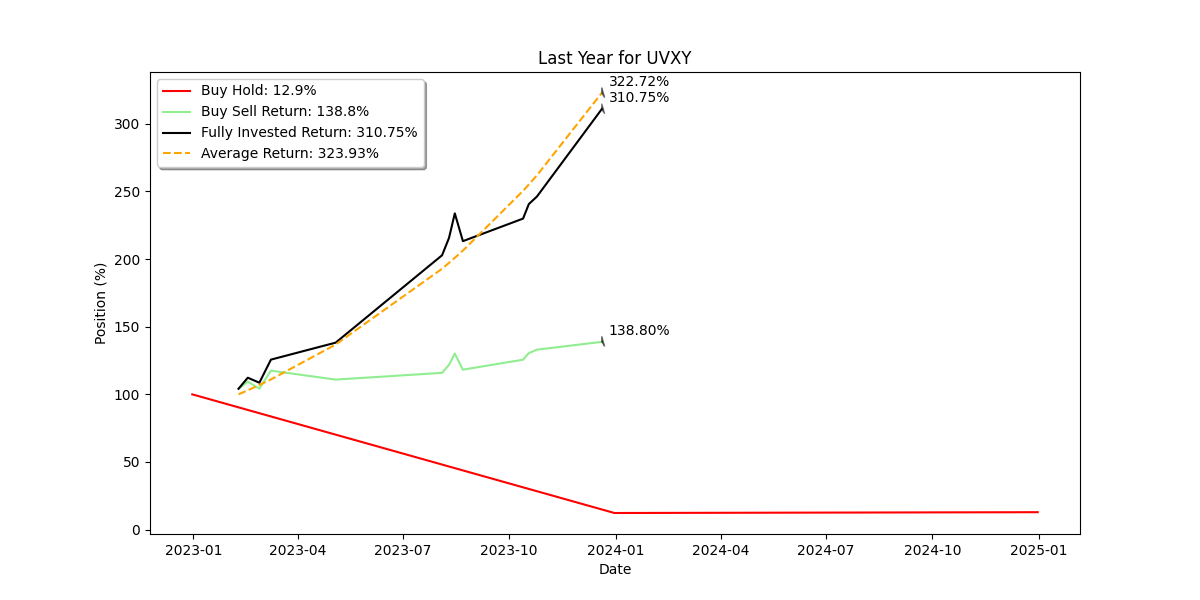 Last Year for UVXY
Buy Hold: 12.9%
Buy Sell Return: 138.8%
Fully Invested Return: 310.75%
Average Return: 323.93%
322.72%
310.75%
138.80%
Position (%)
300
250
200
150
100
50
0
2023-01 2023-04 2023-07 2023-10 2024-01 2024-04 2024-07 2024-10 2025-01
Date